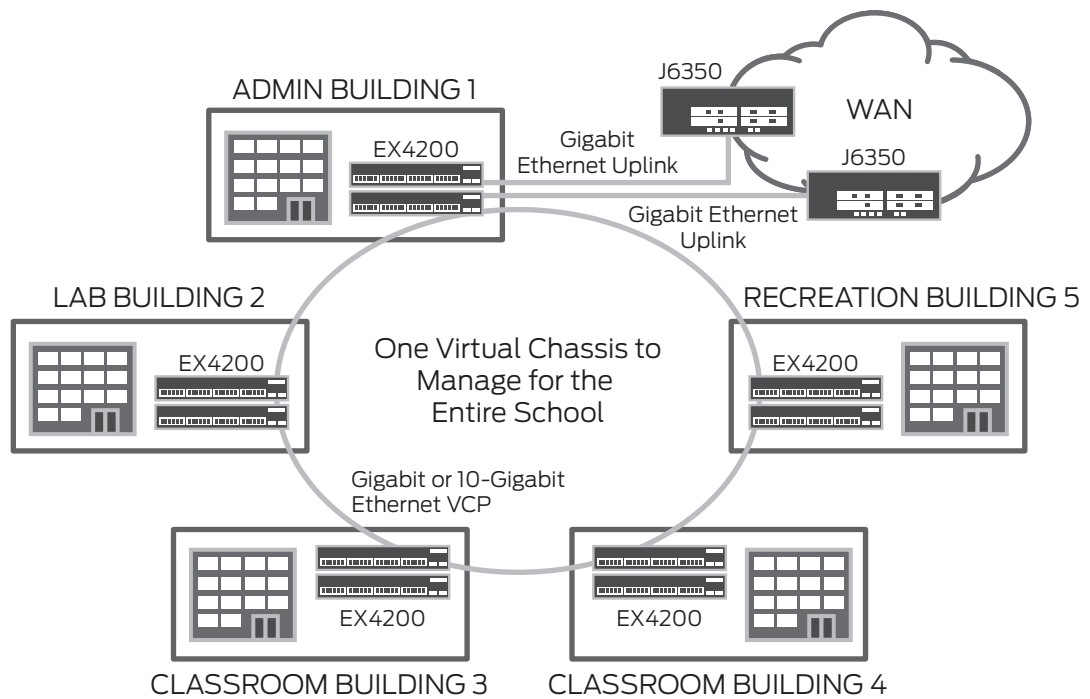 J6350
WAN
J6350
ADMIN BUILDING 1
EX4200
Gigabit
Ethernet Uplink
Gigabit Ethernet
Uplink
LAB BUILDING 2
EX4200
RECREATION BUILDING 5
EX4200
One Virtual Chassis to
Manage for the
Entire School
Gigabit or 10-Gigabit
Ethernet VCP
EX4200
CLASSROOM BUILDING 3
EX4200
CLASSROOM BUILDING 4